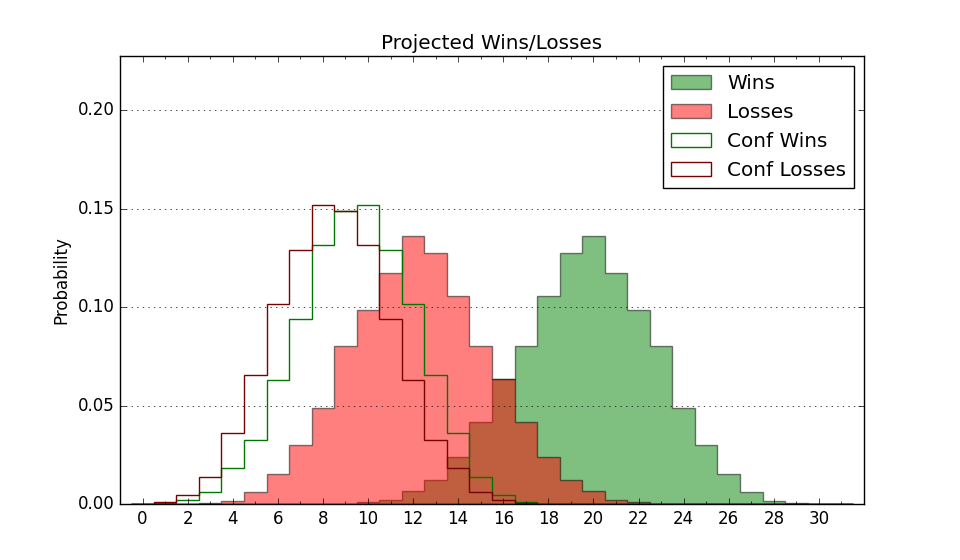 Projected Wins/Losses
Wins
Losses
Conf Wins
Conf Losses
Probability
0.20
0.15
0.10
0.05
0.00
0 2 4 6 8 10 12 14 16 18 20 22 24 26 28 30